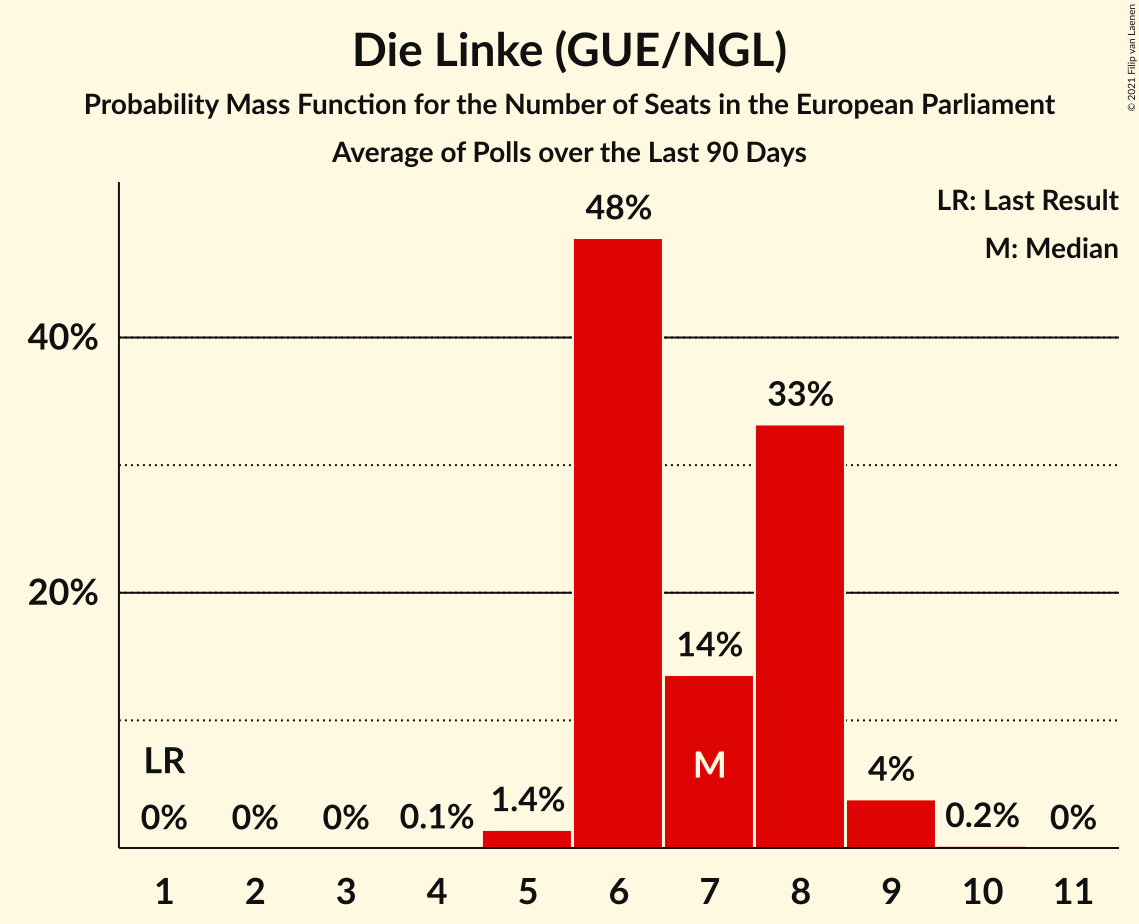 © 2021 Filip van Laenen
Die Linke (GUE/NGL)
Probability Mass Function for the Number of Seats in the European Parliament
Average of Polls over the Last 90 Days
LR: Last Result
M: Median
48%
40%
33%
20%
14%
LR
M
0%
0%
0%
0.1%
1.4%
4%
0.2%
0%
1 2 3 4 5 6 7 8 9 10 11